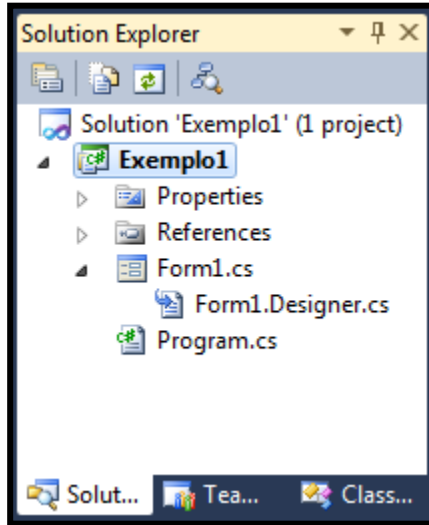 Solution Explorer
Solution 'Exemplo1' (1 project)
C# Exemplo1
Properties
References
Form1.cs
Form1.Designer.cs
C# Program.cs
Solut... Tea... Class...